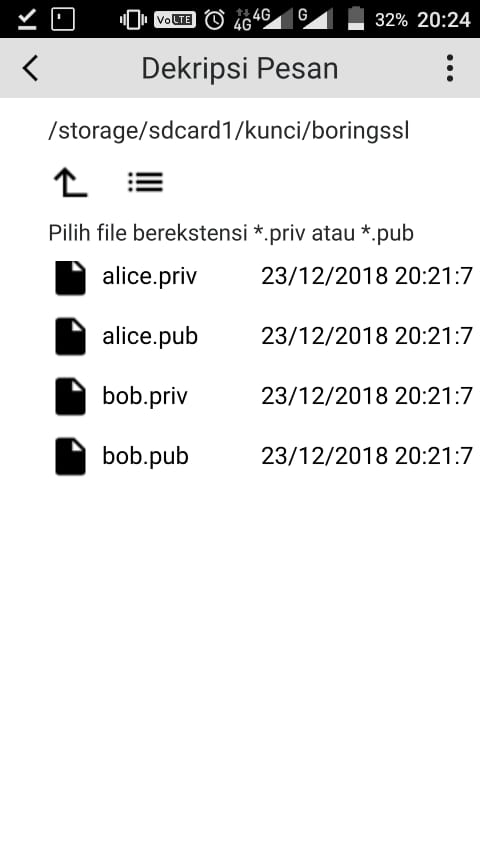 VoLTE 4G 4G G 32% 20:24
Dekripsi Pesan
/storage/sdcard1/kunci/boringssl
Pilih file berekstensi *.priv atau *.pub
alice.priv 23/12/2018 20:21:7
alice.pub 23/12/2018 20:21:7
bob.priv 23/12/2018 20:21:7
bob.pub 23/12/2018 20:21:7